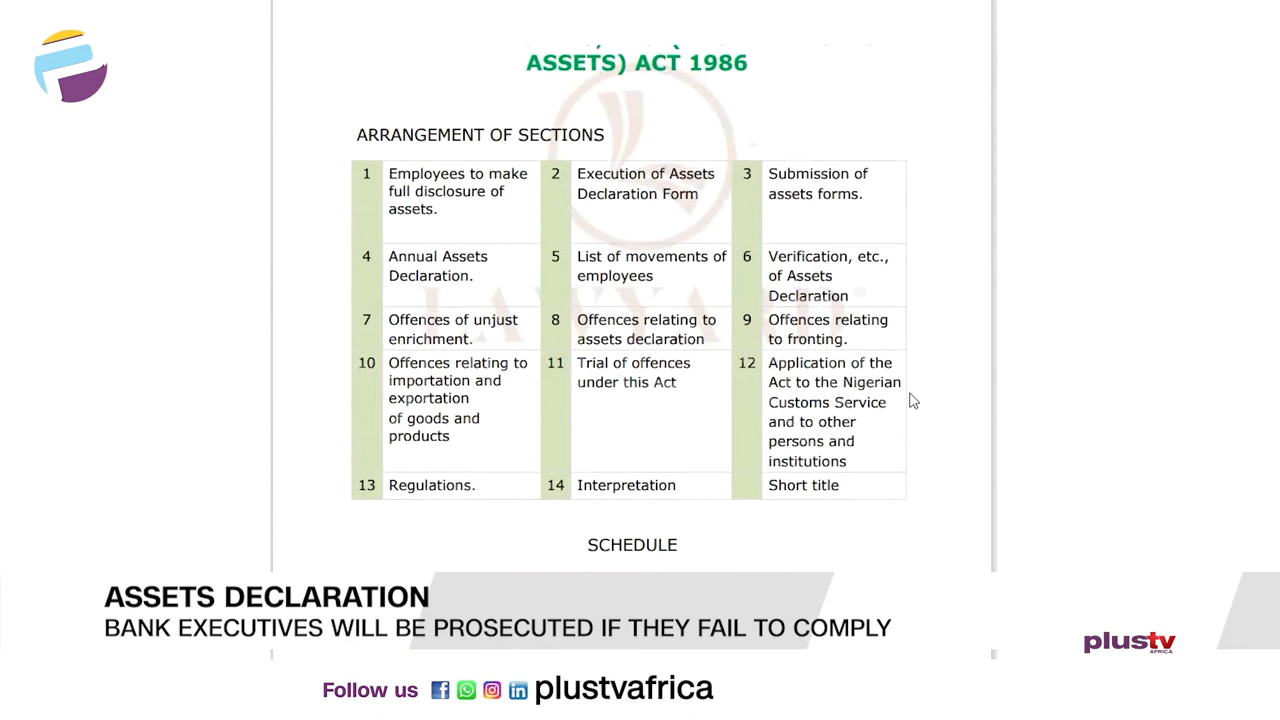 ASSETS) ACT 1986
ARRANGEMENT OF SECTIONS
1 Employees to make full disclosure of assets.
2 Execution of Assets Declaration Form
3 Submission of assets forms.
4 Annual Assets Declaration.
5 List of movements of employees
6 Verification, etc., of Assets Declaration
7 Offences of unjust enrichment.
8 Offences relating to assets declaration
9 Offences relating to fronting.
10 Offences relating to importation and exportation of goods and products
11 Trial of offences under this Act
12 Application of the Act to the Nigerian Customs Service and to other persons and institutions
13 Regulations.
14 Interpretation
Short title
SCHEDULE
LAWYARD®
ASSETS DECLARATION
BANK EXECUTIVES WILL BE PROSECUTED IF THEY FAIL TO COMPLY
plustv
AFRICA
Follow us plustvafrica